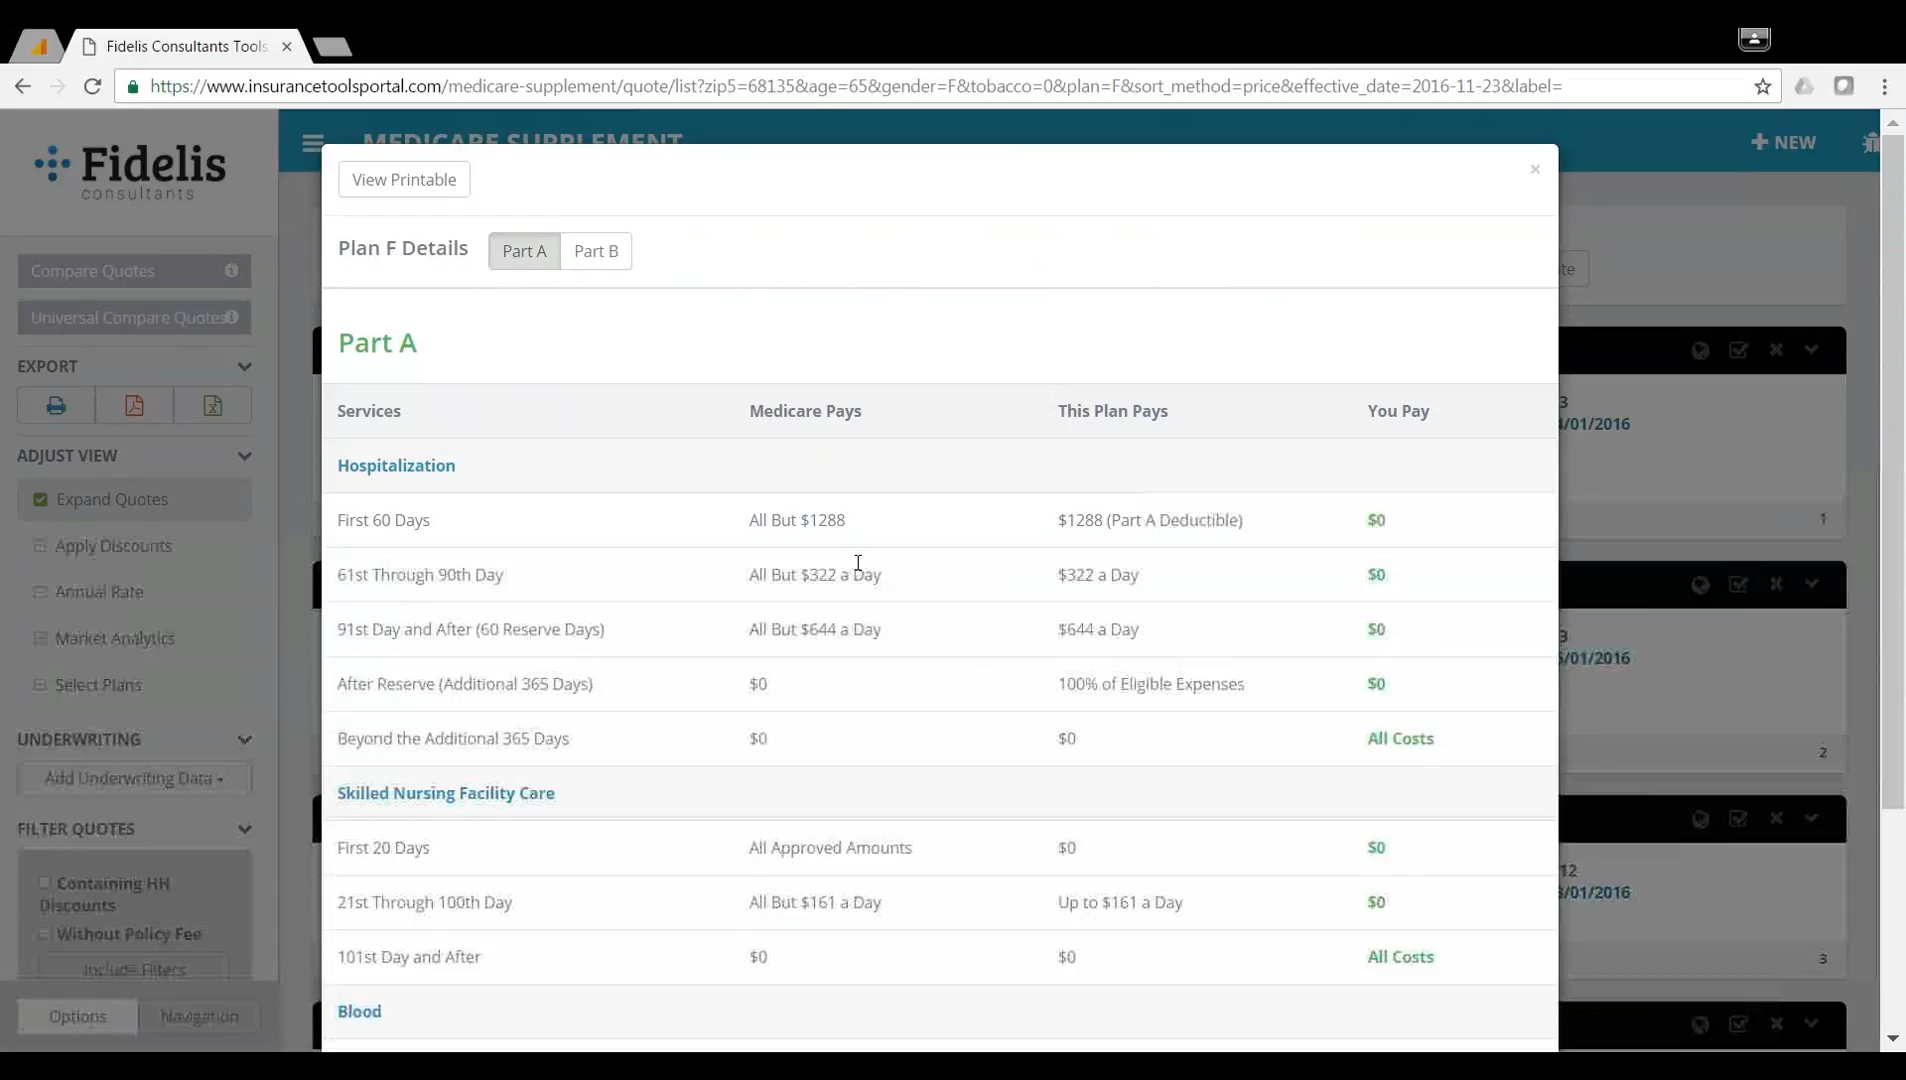 Fidelis Consultants Tools
https://www.insurancetoolsportal.com/medicare-supplement/quote/list?zip5=68135&age=65&gender=F&tobacco=0&plan=F&sort_method=price&effective_date=2016-11-23&label=
Fidelis
consultants
MEDICARE SUPPLEMENT
NEW
Compare Quotes
Universal Compare Quotes
EXPORT
ADJUST VIEW
Expand Quotes
Apply Discounts
Annual Rate
Market Analytics
Select Plans
UNDERWRITING
Add Underwriting Data
FILTER QUOTES
Containing HH
Discounts
Without Policy Fee
Include Filters
Options Navigation
View Printable
Plan F Details Part A Part B
Part A
Services Medicare Pays This Plan Pays You Pay
Hospitalization
First 60 Days All But $1288 $1288 (Part A Deductible) $0
61st Through 90th Day All But $322 a Day $322 a Day $0
91st Day and After (60 Reserve Days) All But $644 a Day $644 a Day $0
After Reserve (Additional 365 Days) $0 100% of Eligible Expenses $0
Beyond the Additional 365 Days $0 $0 All Costs
Skilled Nursing Facility Care
First 20 Days All Approved Amounts $0 $0
21st Through 100th Day All But $161 a Day Up to $161 a Day $0
101st Day and After $0 $0 All Costs
Blood
te
3
/01/2016
1
3
/01/2016
2
12
/01/2016
3